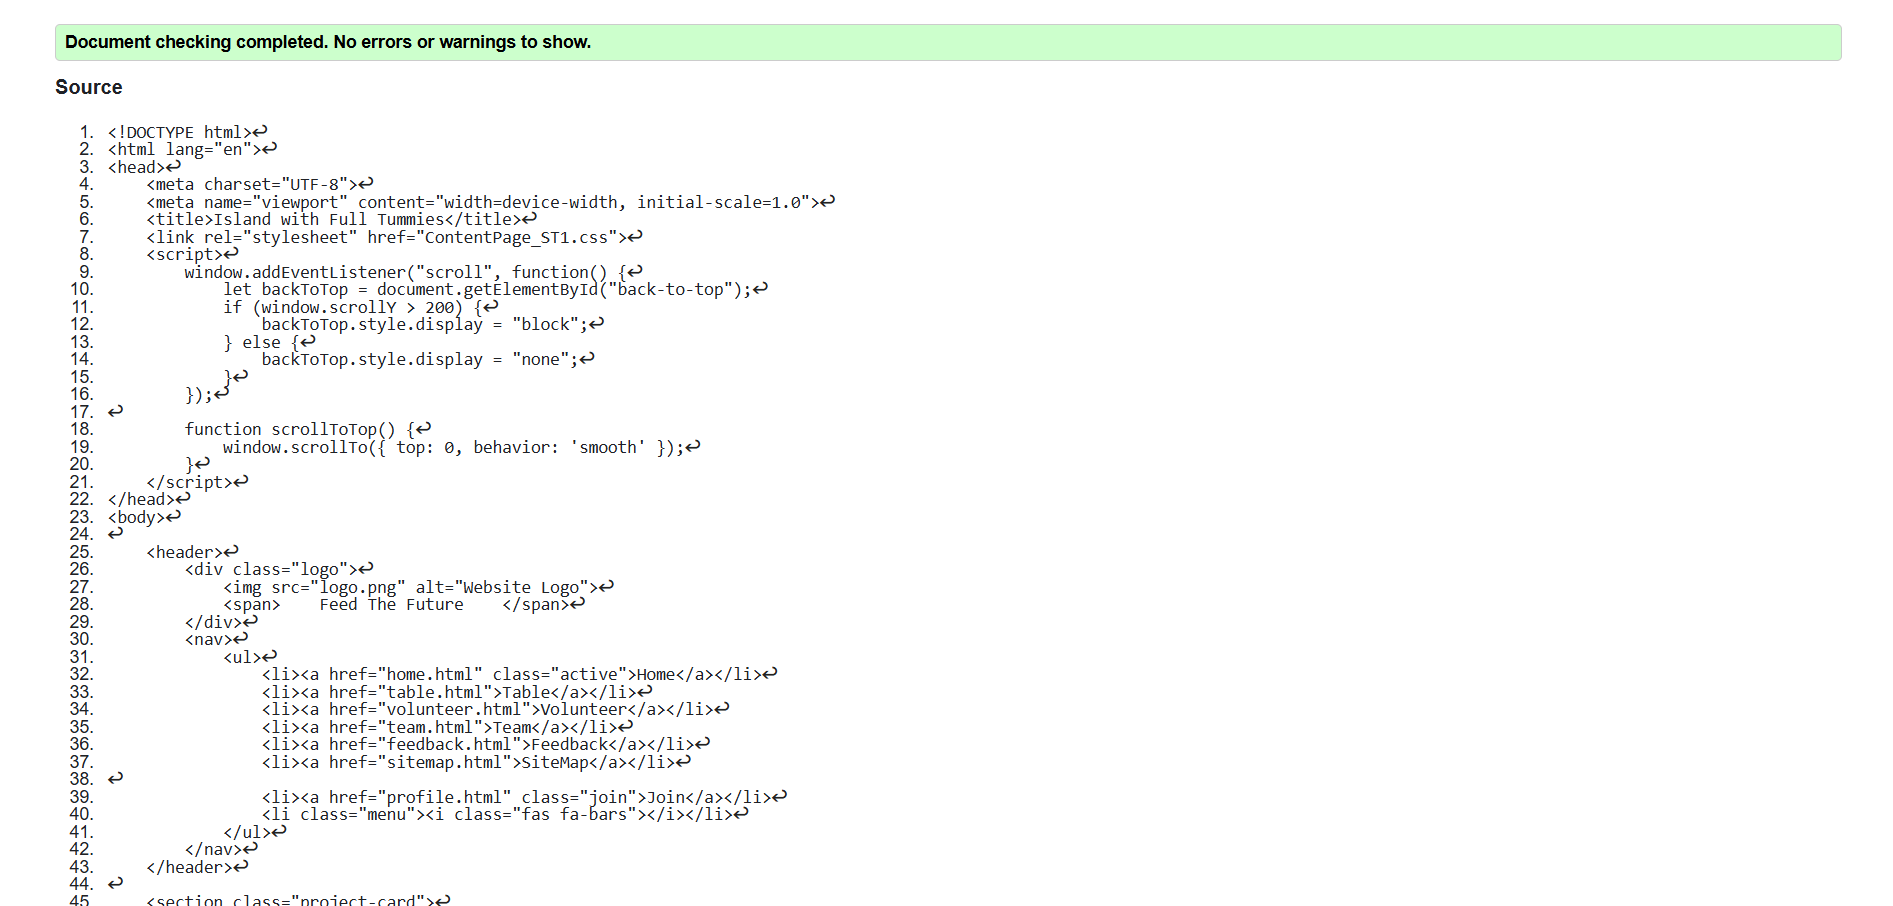 Document checking completed. No errors or warnings to show.
Source
1. <!DOCTYPE html>↩
2. <html lang="en">↩
3. <head>↩
4.     <meta charset="UTF-8">↩
5.     <meta name="viewport" content="width=device-width, initial-scale=1.0">↩
6.     <title>Island with Full Tummies</title>↩
7.     <link rel="stylesheet" href="ContentPage_ST1.css">↩
8.     <script>↩
9.         window.addEventListener("scroll", function() {↩
10.             let backToTop = document.getElementById("back-to-top");↩
11.             if (window.scrollY > 200) {↩
12.                 backToTop.style.display = "block";↩
13.             } else {↩
14.                 backToTop.style.display = "none";↩
15.             }↩
16.         });↩
17. ↩
18.         function scrollToTop() {↩
19.             window.scrollTo({ top: 0, behavior: 'smooth' });↩
20.         }↩
21.     </script>↩
22. </head>↩
23. <body>↩
24. ↩
25.     <header>↩
26.         <div class="logo">↩
27.             <img src="logo.png" alt="Website Logo">↩
28.             <span>    Feed The Future    </span>↩
29.         </div>↩
30.         <nav>↩
31.             <ul>↩
32.                 <li><a href="home.html" class="active">Home</a></li>↩
33.                 <li><a href="table.html">Table</a></li>↩
34.                 <li><a href="volunteer.html">Volunteer</a></li>↩
35.                 <li><a href="team.html">Team</a></li>↩
36.                 <li><a href="feedback.html">Feedback</a></li>↩
37.                 <li><a href="sitemap.html">SiteMap</a></li>↩
38. ↩
39.                 <li><a href="profile.html" class="join">Join</a></li>↩
40.                 <li class="menu"><i class="fas fa-bars"></i></li>↩
41.             </ul>↩
42.         </nav>↩
43.     </header>↩
44. ↩
45     <section class="project-card">↩